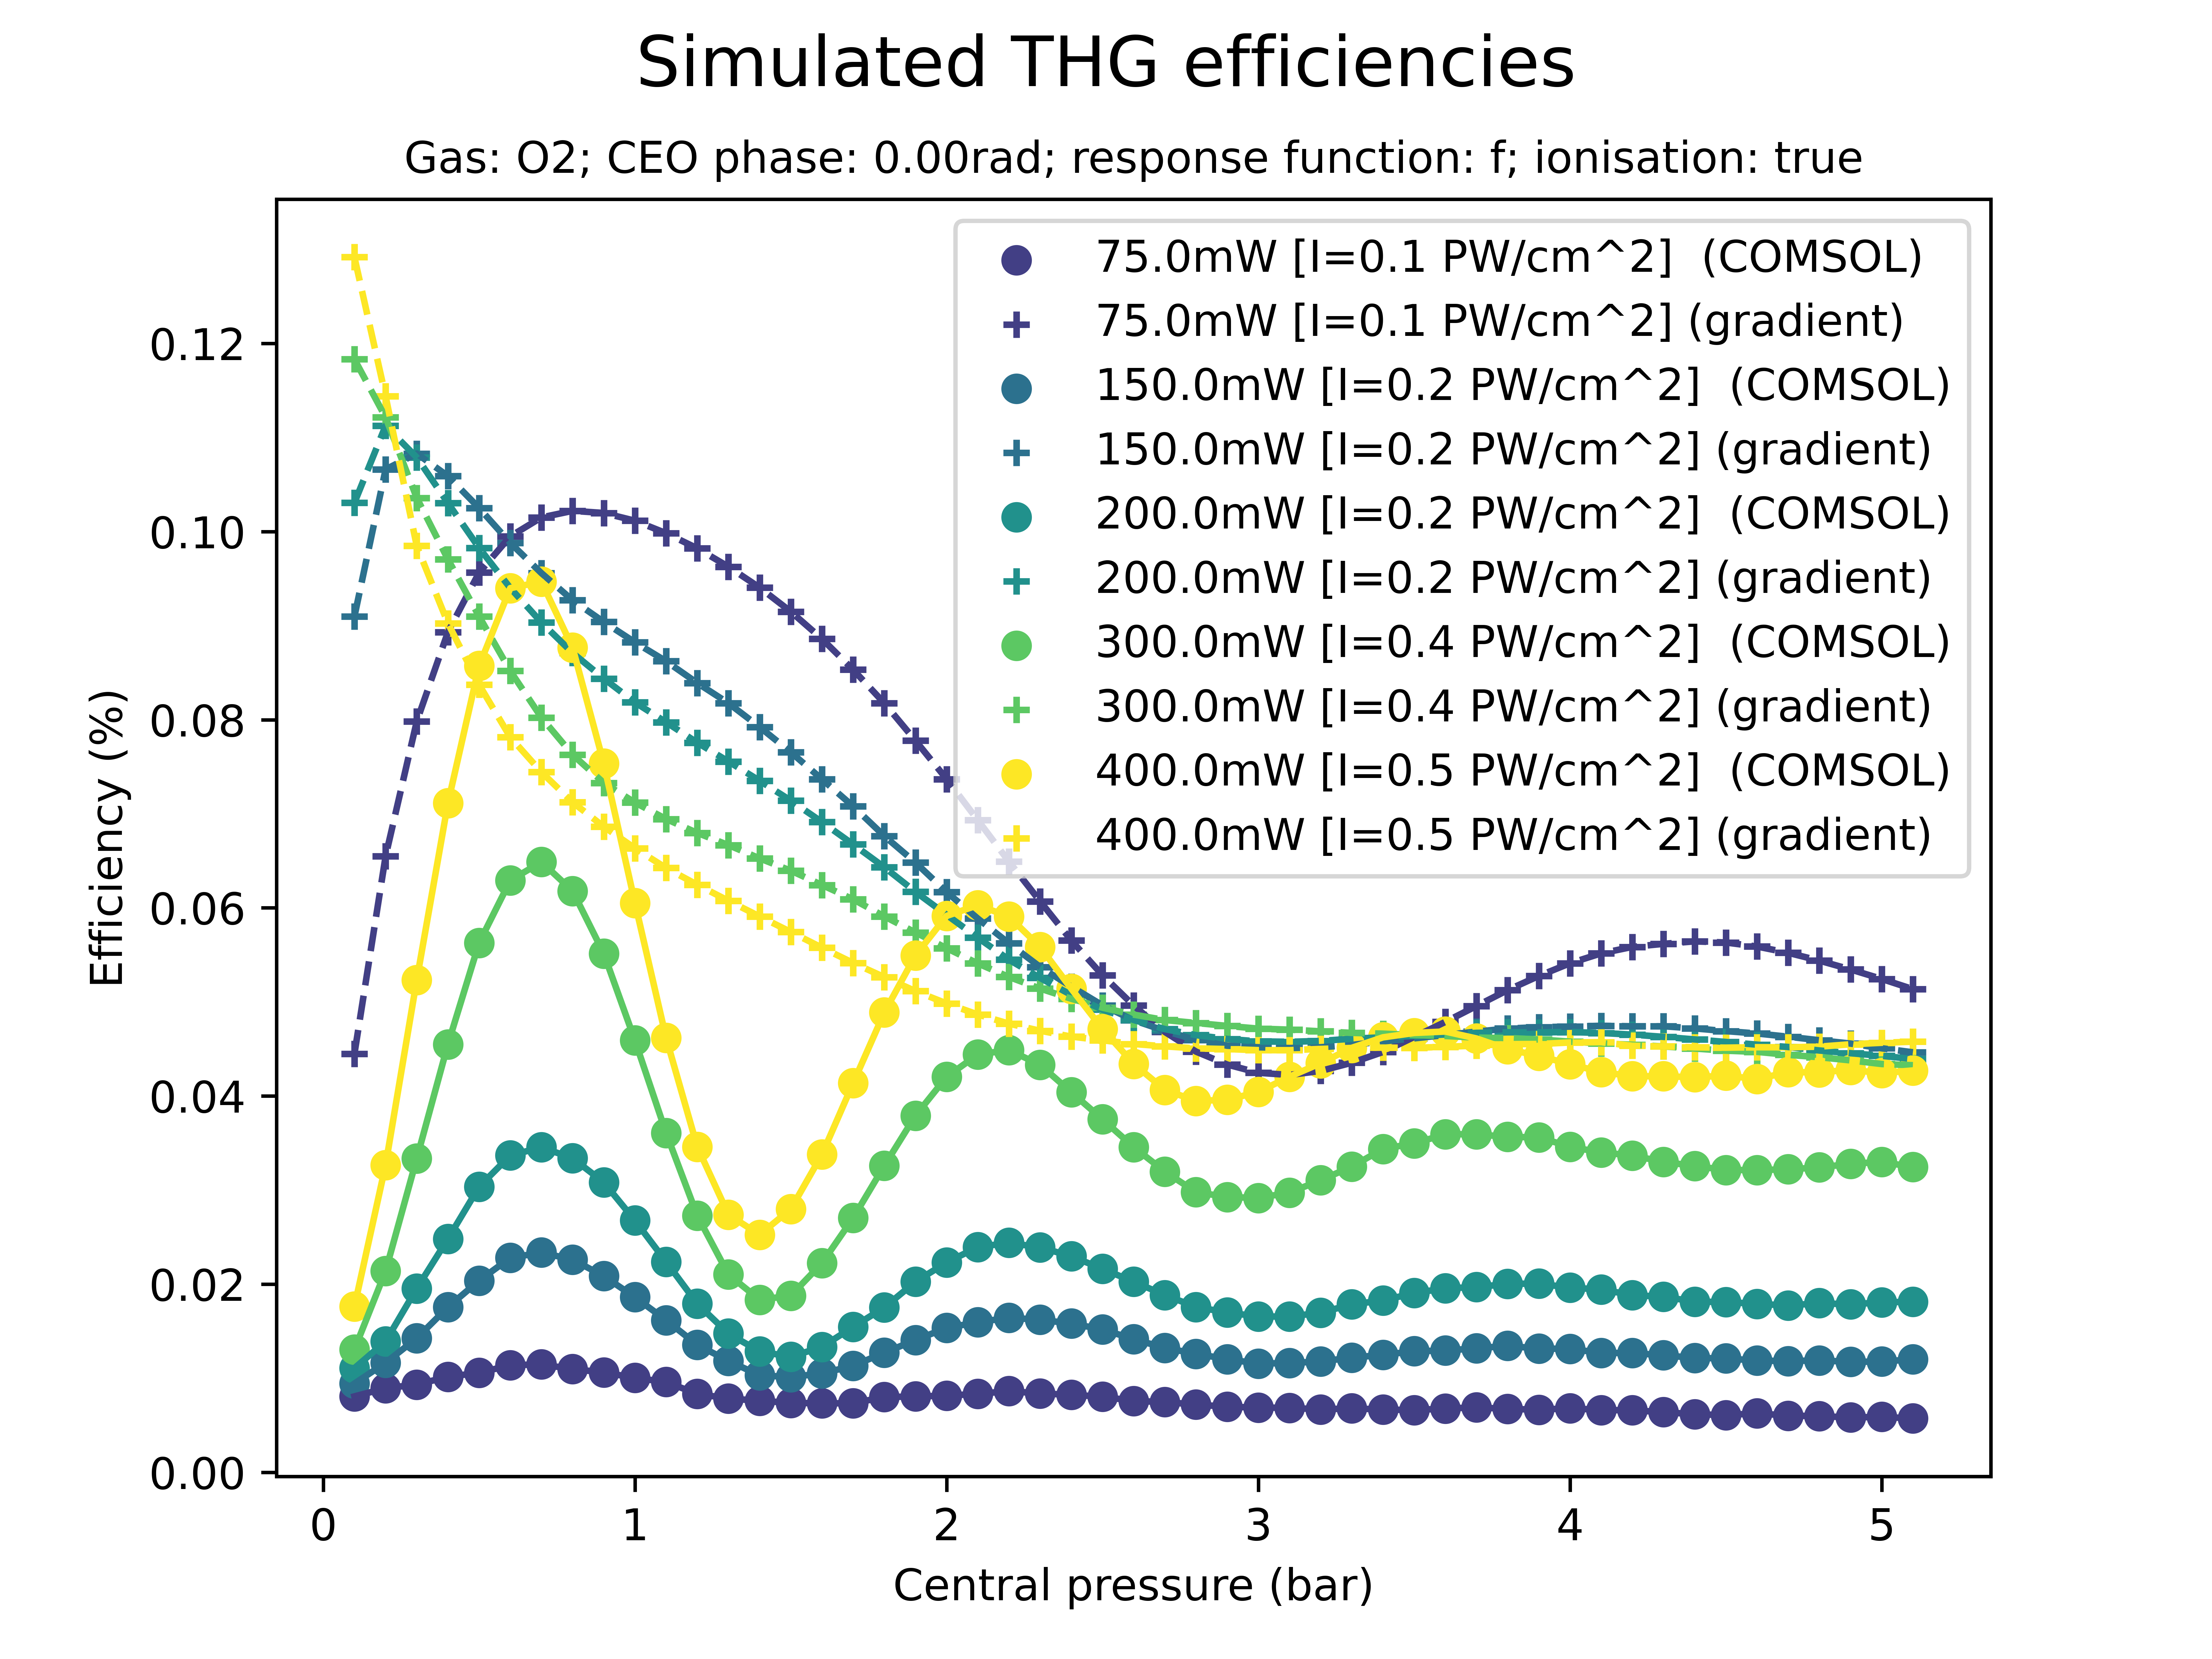 Simulated THG efficiencies
Gas: O2; CEO phase: 0.00rad; response function: f; ionisation: true
75.0mW [I=0.1 PW/cm^2]  (COMSOL)
75.0mW [I=0.1 PW/cm^2] (gradient)
150.0mW [I=0.2 PW/cm^2]  (COMSOL)
150.0mW [I=0.2 PW/cm^2] (gradient)
200.0mW [I=0.2 PW/cm^2]  (COMSOL)
200.0mW [I=0.2 PW/cm^2] (gradient)
300.0mW [I=0.4 PW/cm^2]  (COMSOL)
300.0mW [I=0.4 PW/cm^2] (gradient)
400.0mW [I=0.5 PW/cm^2]  (COMSOL)
400.0mW [I=0.5 PW/cm^2] (gradient)
Efficiency (%)
0.12
0.10
0.08
0.06
0.04
0.02
0.00
0 1 2 3 4 5
Central pressure (bar)